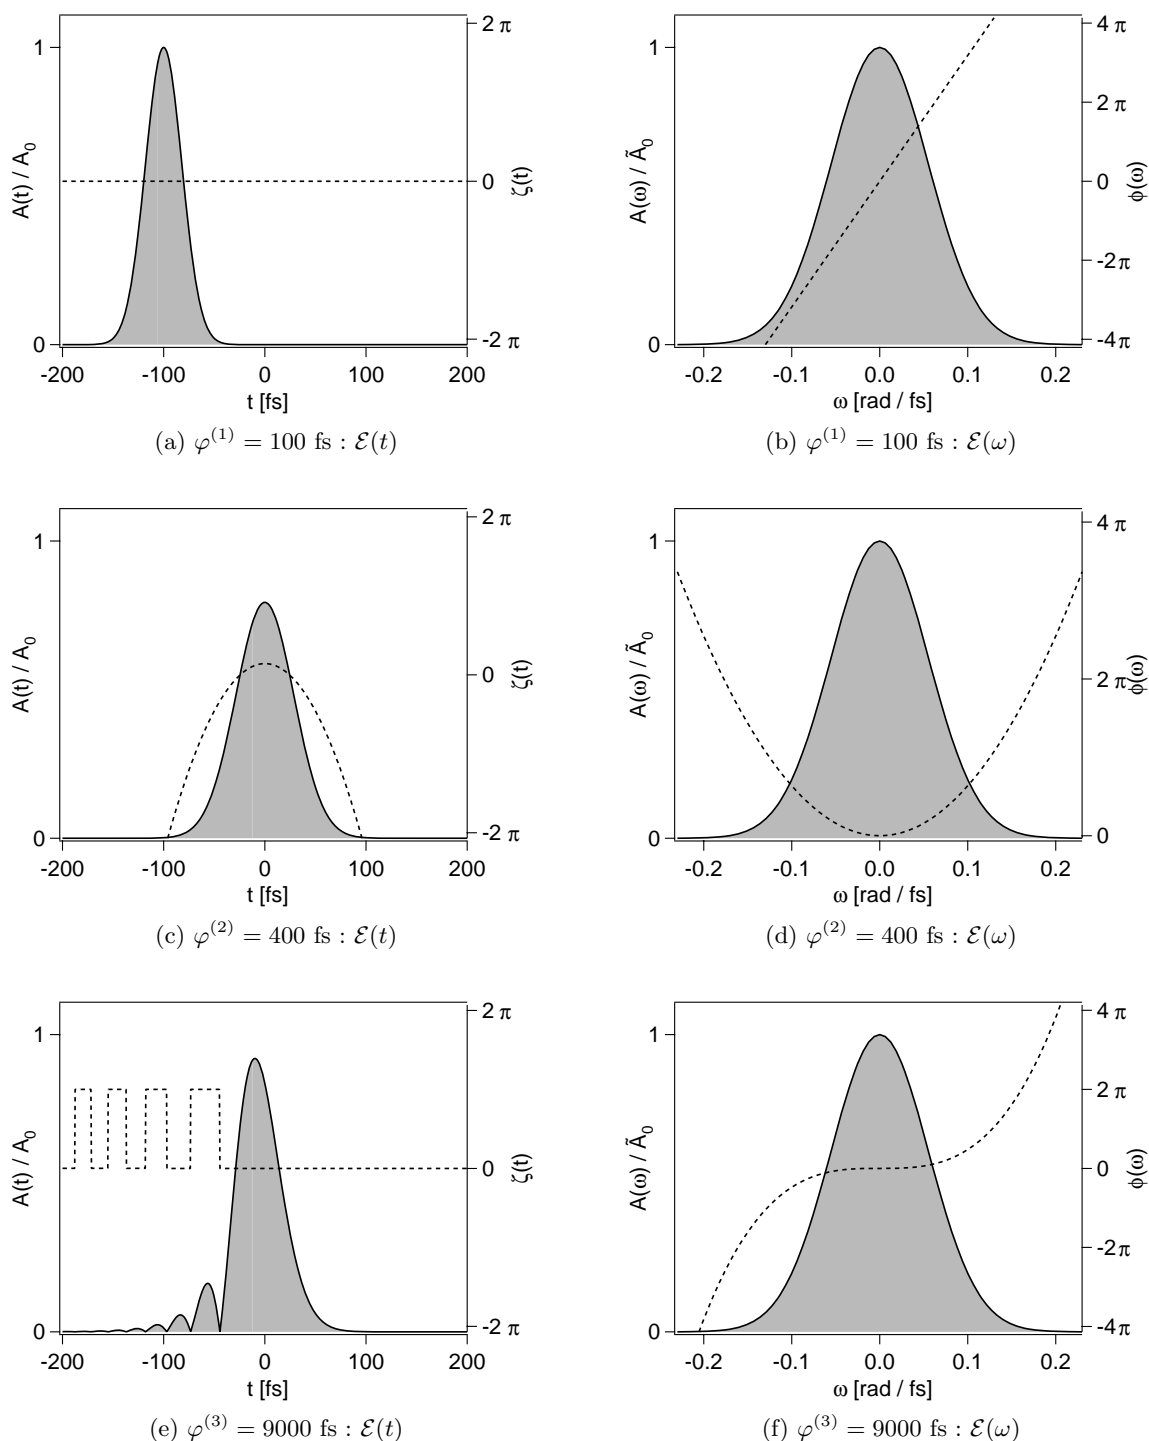 2 π
1
A(t) / A₀
0
ζ(t)
0
-2 π
-200 -100 0 100 200
t [fs]
(a) φ⁽¹⁾ = 100 fs : ℰ(t)
4 π
1
2 π
A(ω) / Ã₀
0
ϕ(ω)
-2π
0
-4π
-0.2 -0.1 0.0 0.1 0.2
ω [rad / fs]
(b) φ⁽¹⁾ = 100 fs : ℰ(ω)
2 π
1
A(t) / A₀
0
ζ(t)
0
-2 π
-200 -100 0 100 200
t [fs]
(c) φ⁽²⁾ = 400 fs : ℰ(t)
4 π
1
A(ω) / Ã₀
2 π
ϕ(ω)
0
0
-0.2 -0.1 0.0 0.1 0.2
ω [rad / fs]
(d) φ⁽²⁾ = 400 fs : ℰ(ω)
2 π
1
A(t) / A₀
0
ζ(t)
0
-2 π
-200 -100 0 100 200
t [fs]
(e) φ⁽³⁾ = 9000 fs : ℰ(t)
4 π
1
2 π
A(ω) / Ã₀
0
ϕ(ω)
-2π
0
-4π
-0.2 -0.1 0.0 0.1 0.2
ω [rad / fs]
(f) φ⁽³⁾ = 9000 fs : ℰ(ω)